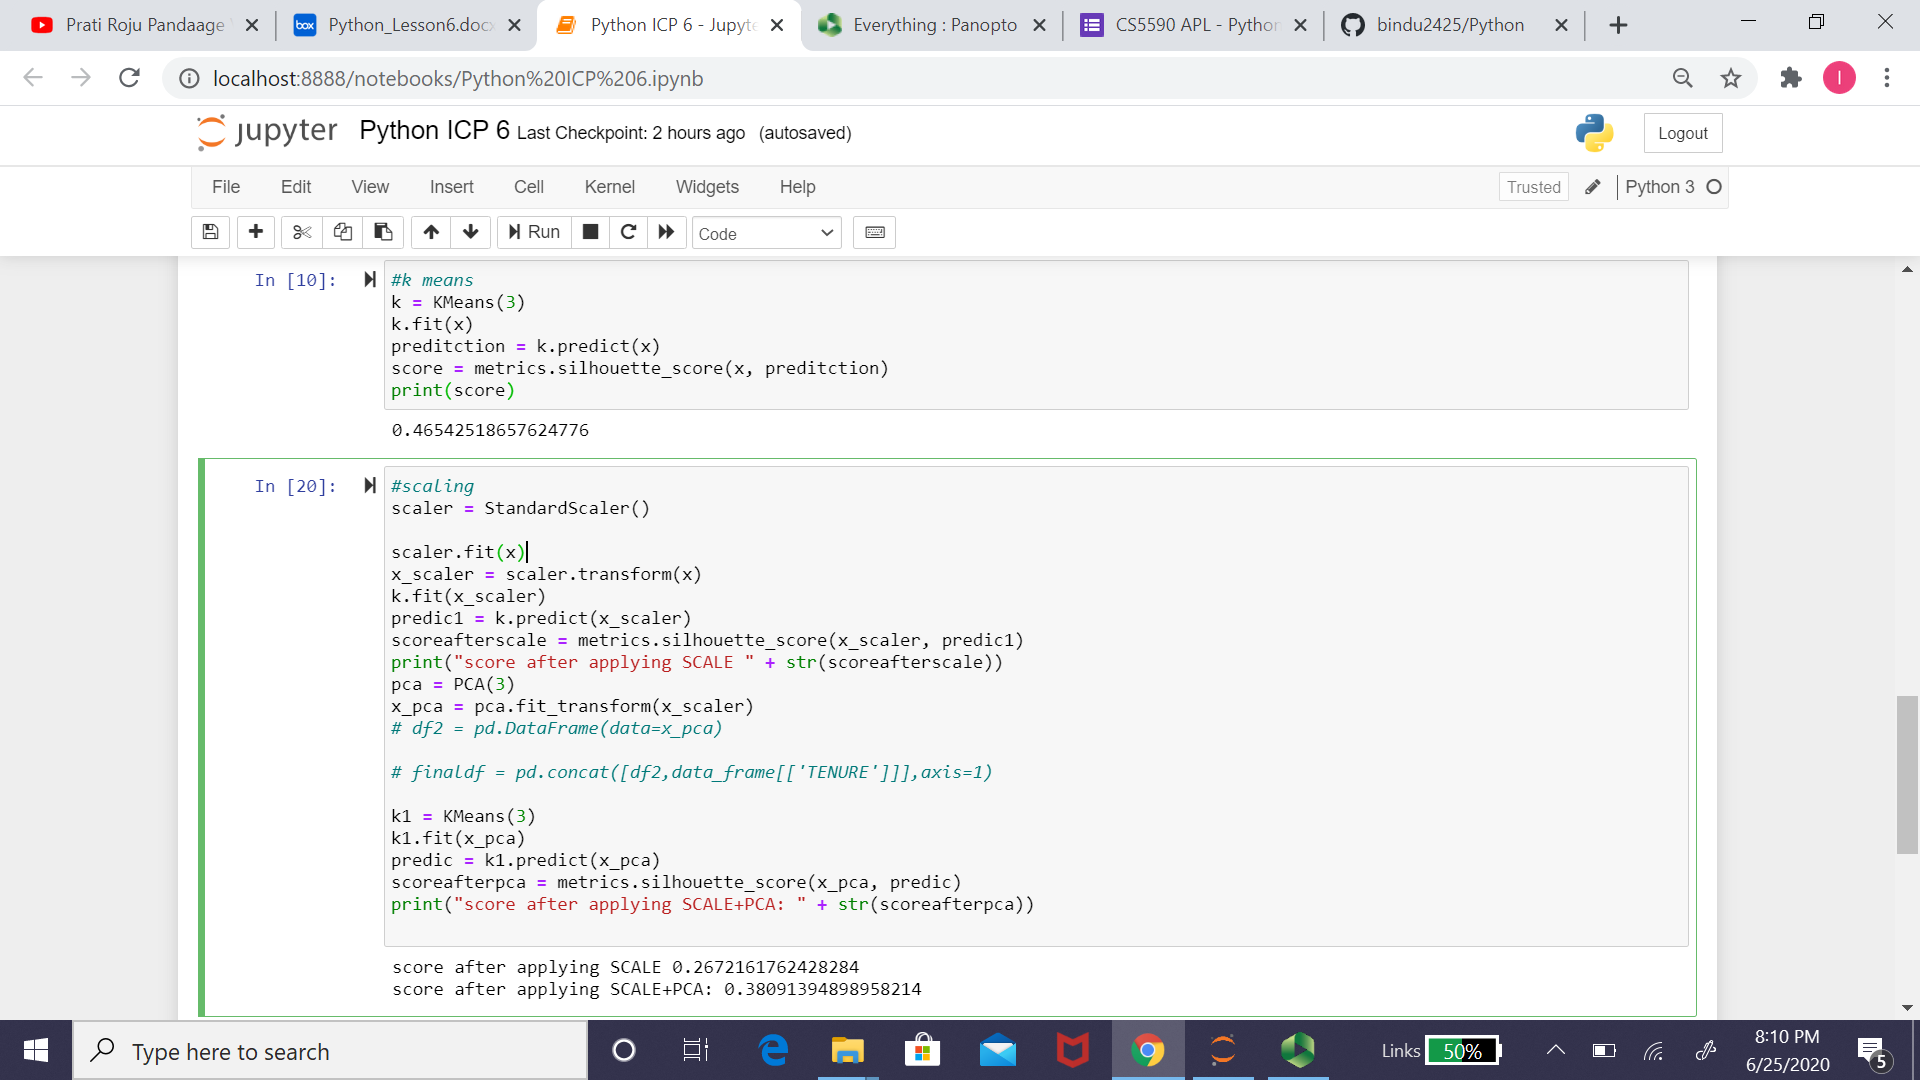 Prati Roju Pandaage
Python_Lesson6.docx
Python ICP 6 - Jupyte
Everything : Panopto
CS5590 APL - Python
bindu2425/Python
localhost:8888/notebooks/Python%20ICP%206.ipynb
I
jupyter Python ICP 6 Last Checkpoint: 2 hours ago (autosaved)
Logout
File Edit View Insert Cell Kernel Widgets Help
Trusted Python 3
Run Code
In [10]:
#k means
k = KMeans(3)
k.fit(x)
preditction = k.predict(x)
score = metrics.silhouette_score(x, preditction)
print(score)
0.46542518657624776
In [20]:
#scaling
scaler = StandardScaler()
scaler.fit(x)
x_scaler = scaler.transform(x)
k.fit(x_scaler)
predic1 = k.predict(x_scaler)
scoreafterscale = metrics.silhouette_score(x_scaler, predic1)
print("score after applying SCALE " + str(scoreafterscale))
pca = PCA(3)
x_pca = pca.fit_transform(x_scaler)
# df2 = pd.DataFrame(data=x_pca)
# finaldf = pd.concat([df2,data_frame[['TENURE']]],axis=1)
k1 = KMeans(3)
k1.fit(x_pca)
predic = k1.predict(x_pca)
scoreafterpca = metrics.silhouette_score(x_pca, predic)
print("score after applying SCALE+PCA: " + str(scoreafterpca))
score after applying SCALE 0.2672161762428284
score after applying SCALE+PCA: 0.38091394898958214
Type here to search
Links 50%
8:10 PM
6/25/2020
5